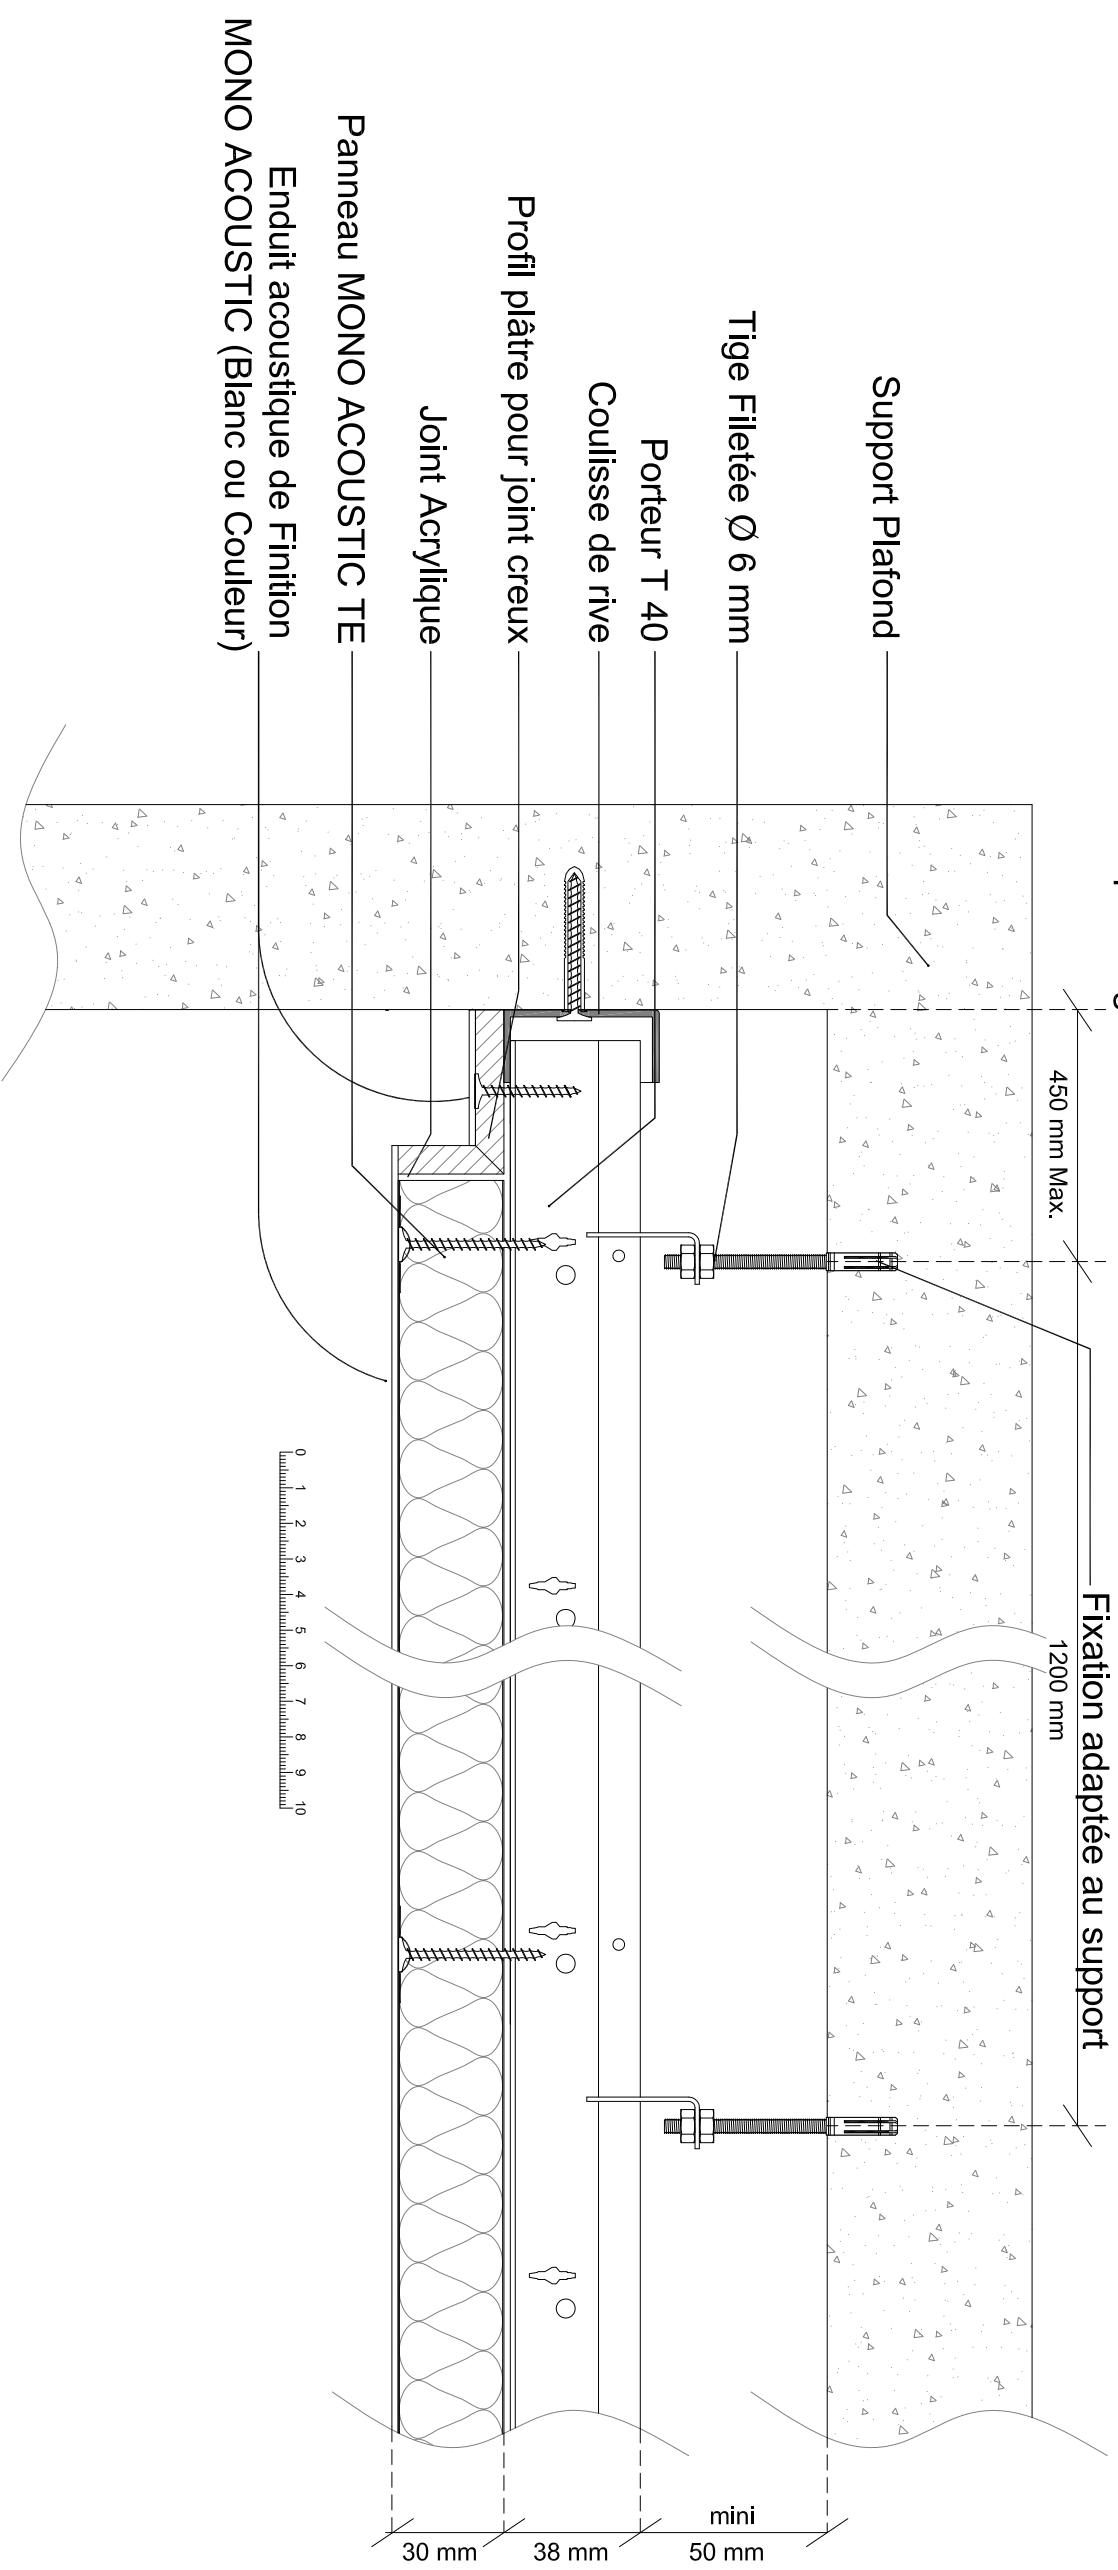 Fixation adaptée au support
450 mm Max.
1200 mm
Support Plafond
Tige Filetée Ø 6 mm
Porteur T 40
Coulisse de rive
Profil plâtre pour joint creux
Joint Acrylique
Panneau MONO ACOUSTIC TE
Enduit acoustique de Finition
MONO ACOUSTIC (Blanc ou Couleur)
0 1 2 3 4 5 6 7 8 9 10
mini
50 mm
38 mm
30 mm